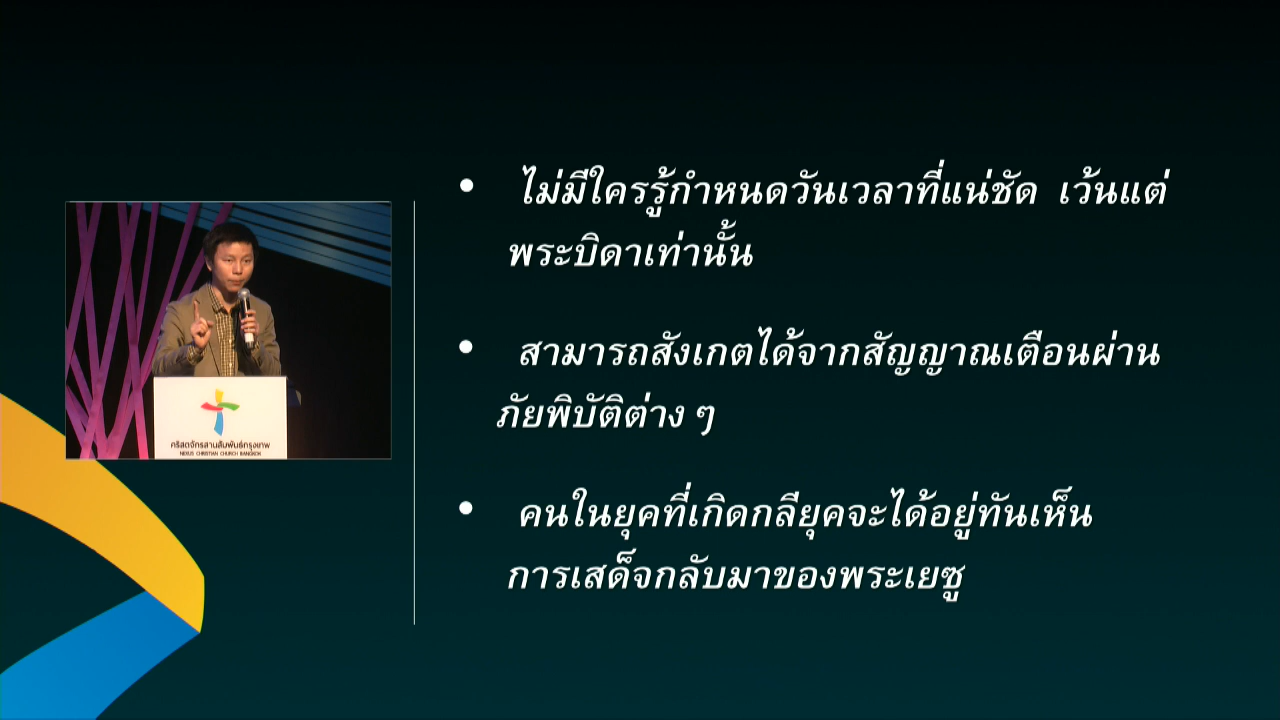 • ไม่มีใครรู้กำหนดวันเวลาที่แน่ชัด เว้นแต่
พระบิดาเท่านั้น
• สามารถสังเกตได้จากสัญญาณเตือนผ่าน
ภัยพิบัติต่าง ๆ
• คนในยุคที่เกิดกลียุคจะได้อยู่ทันเห็น
การเสด็จกลับมาของพระเยซู
คริสตจักรสานสัมพันธ์กรุงเทพ
NEXUS CHRISTIAN CHURCH BANGKOK